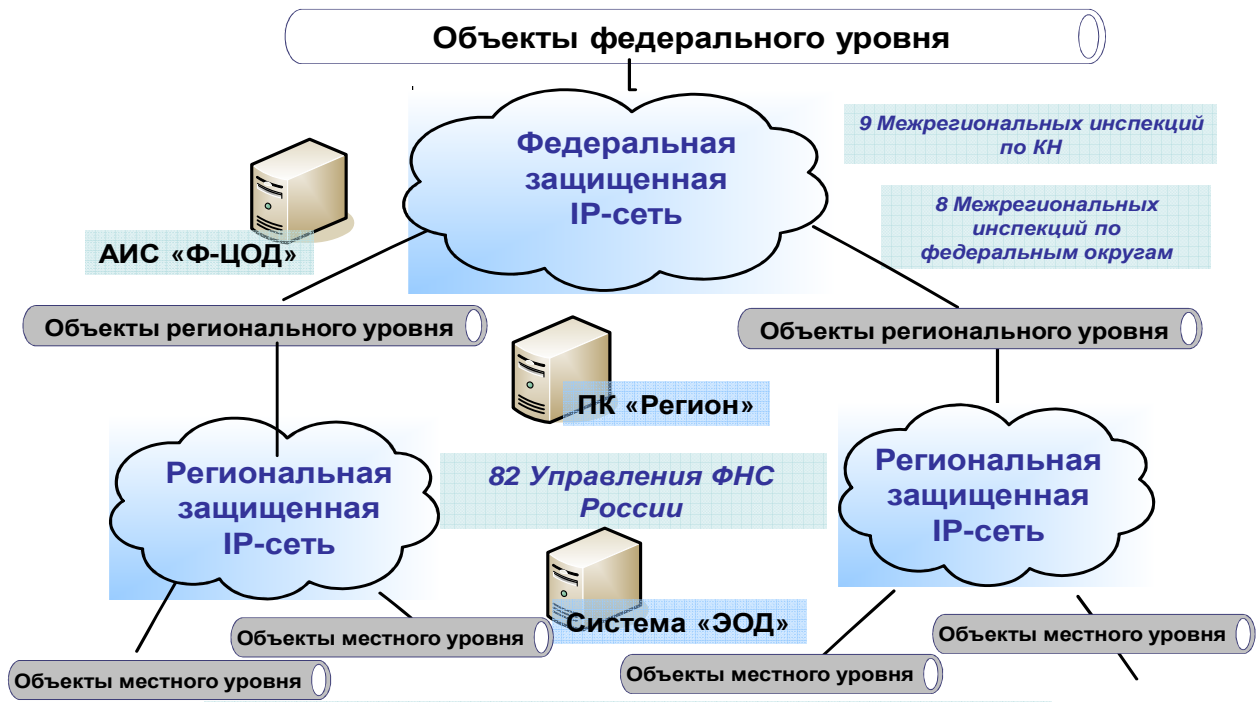 Объекты федерального уровня
Федеральная
защищенная
IP-сеть
9 Межрегиональных инспекций
по КН
8 Межрегиональных
инспекций по
федеральным округам
АИС «Ф-ЦОД»
Объекты регионального уровня
Объекты регионального уровня
ПК «Регион»
Региональная
защищенная
IP-сеть
82 Управления ФНС
России
Региональная
защищенная
IP-сеть
Система «ЭОД»
Объекты местного уровня
Объекты местного уровня
Объекты местного уровня
Объекты местного уровня